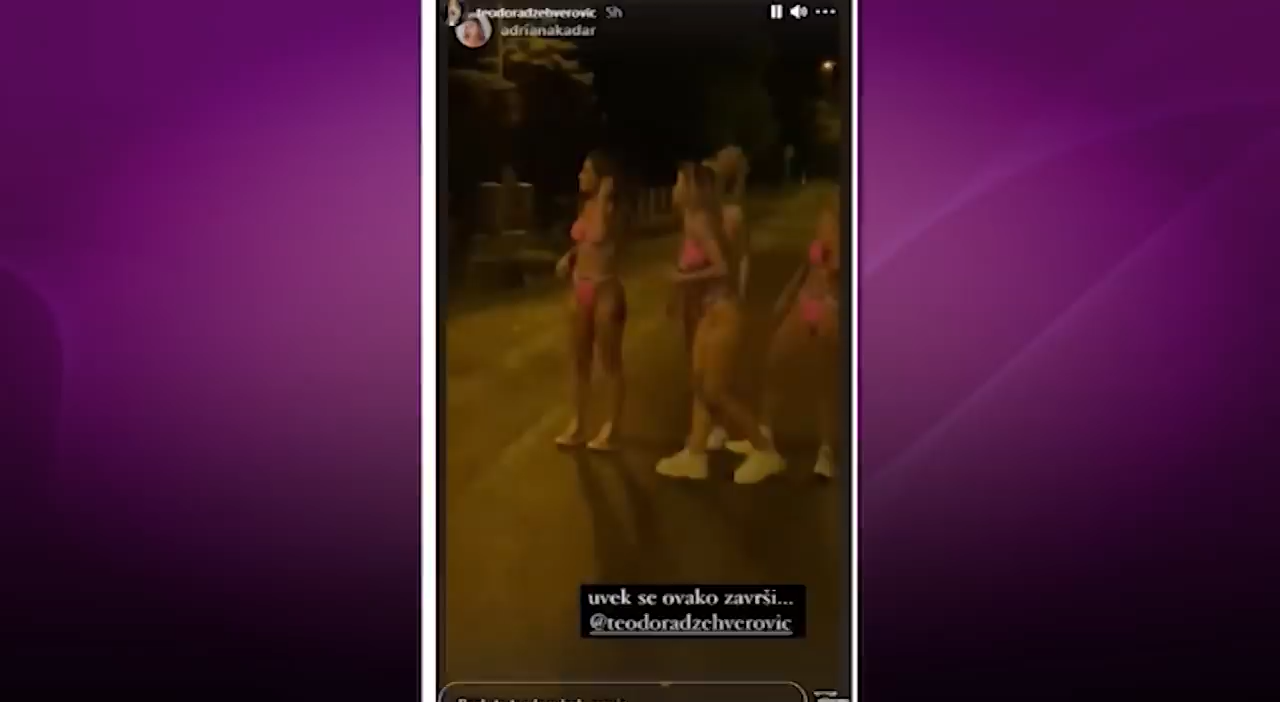 teodoradzehverovic 5h
adrianakadar
uvek se ovako završi...
@teodoradzehverovic